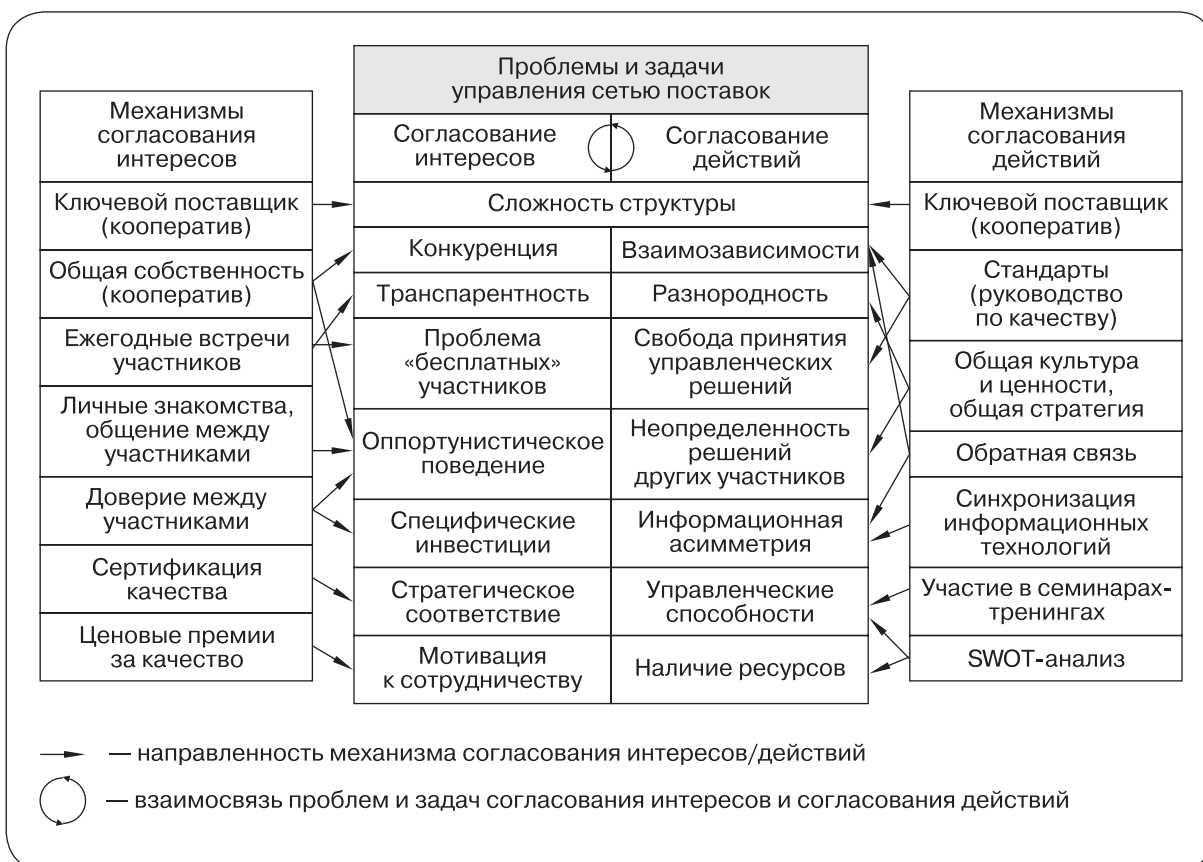 Проблемы и задачи
управления сетью поставок
Согласование
интересов
Согласование
действий
Механизмы
согласования
интересов
Ключевой поставщик
(кооператив)
Общая собственность
(кооператив)
Ежегодные встречи
участников
Личные знакомства,
общение между
участниками
Доверие между
участниками
Сертификация
качества
Ценовые премии
за качество
Сложность структуры
Конкуренция
Транспарентность
Проблема
«бесплатных»
участников
Оппортунистическое
поведение
Специфические
инвестиции
Стратегическое
соответствие
Мотивация
к сотрудничеству
Взаимозависимости
Разнородность
Свобода принятия
управленческих
решений
Неопределенность
решений
других участников
Информационная
асимметрия
Управленческие
способности
Наличие ресурсов
Механизмы
согласования
действий
Ключевой поставщик
(кооператив)
Стандарты
(руководство
по качеству)
Общая культура
и ценности,
общая стратегия
Обратная связь
Синхронизация
информационных
технологий
Участие в семинарах-
тренингах
SWOT-анализ
— направленность механизма согласования интересов/действий
— взаимосвязь проблем и задач согласования интересов и согласования действий